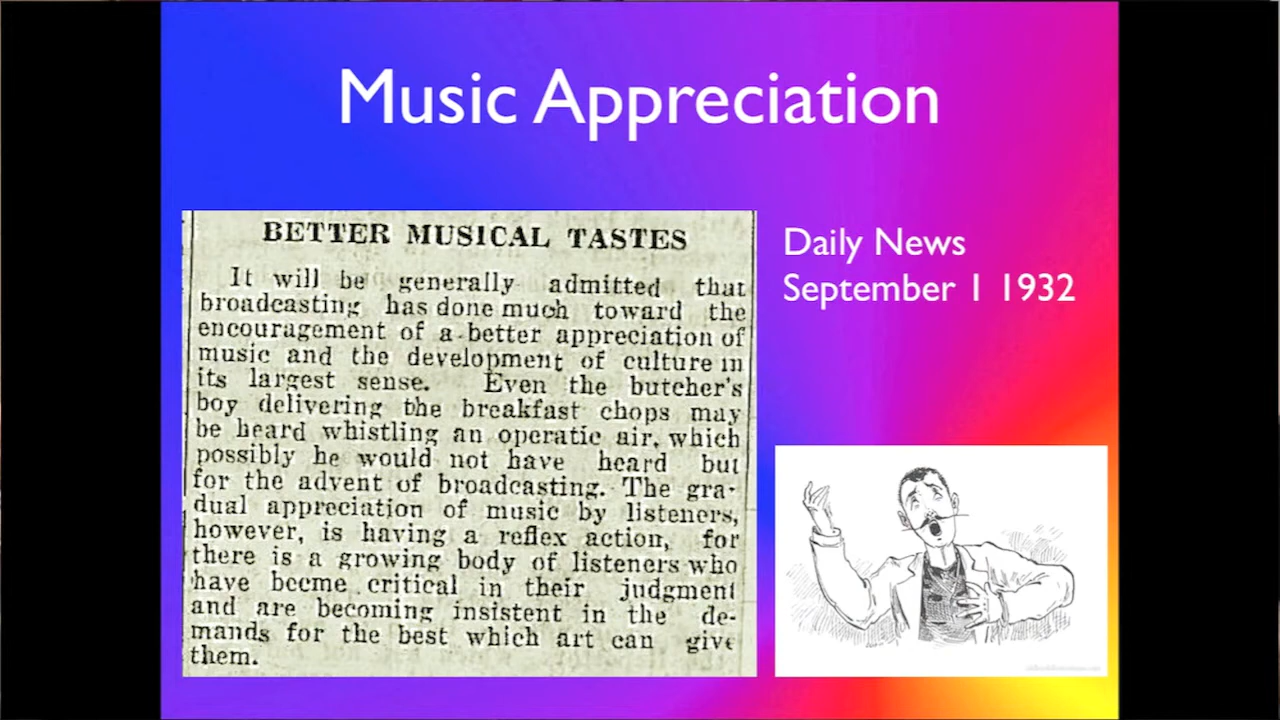 Music Appreciation
BETTER MUSICAL TASTES
It will be generally admitted that
broadcasting has done much toward the
encouragement of a better appreciation of
music and the development of culture in
its largest sense. Even the butcher's
boy delivering the breakfast chops may
be heard whistling an operatic air, which
possibly he would not have heard but
for the advent of broadcasting. The gra-
dual appreciation of music by listeners,
however, is having a reflex action, for
there is a growing body of listeners who
have beceme critical in their judgment
and are becoming insistent in the de-
mands for the best which art can give
them.
Daily News
September 1 1932